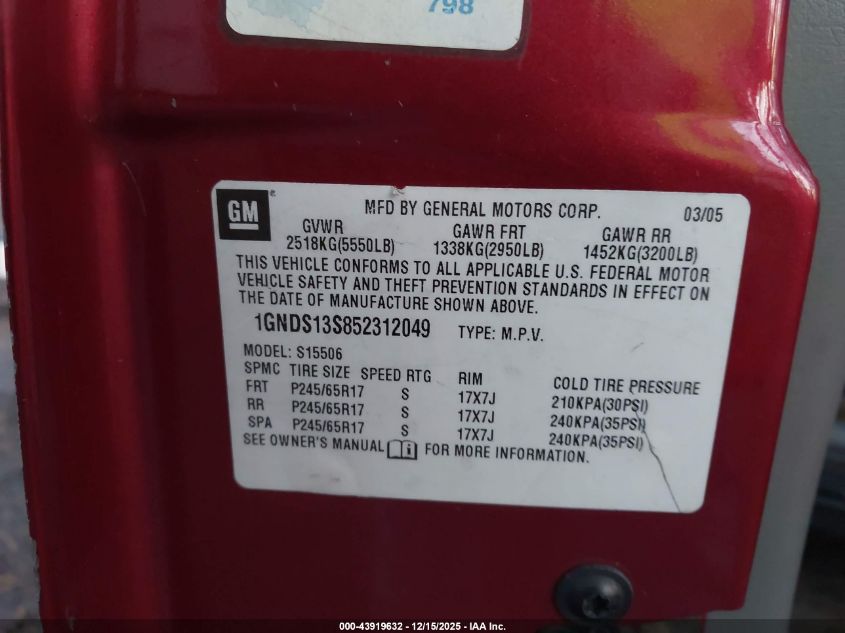 798
GM
MFD BY GENERAL MOTORS CORP. 03/05
GVWR GAWR FRT GAWR RR
2518KG(5550LB) 1338KG(2950LB) 1452KG(3200LB)
THIS VEHICLE CONFORMS TO ALL APPLICABLE U.S. FEDERAL MOTOR
VEHICLE SAFETY AND THEFT PREVENTION STANDARDS IN EFFECT ON
THE DATE OF MANUFACTURE SHOWN ABOVE.
1GNDS13S852312049 TYPE: M.P.V.
MODEL: S15506
SPMC TIRE SIZE SPEED RTG RIM COLD TIRE PRESSURE
FRT P245/65R17 S 17X7J 210KPA(30PSI)
RR P245/65R17 S 17X7J 240KPA(35PSI)
SPA P245/65R17 S 17X7J 240KPA(35PSI)
SEE OWNER'S MANUAL FOR MORE INFORMATION.
000-43919632 - 12/15/2025 - IAA Inc.